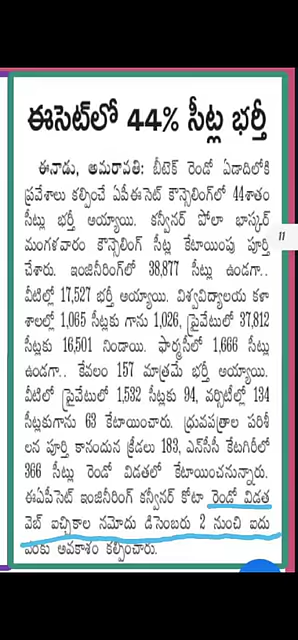 ఈసెట్‌లో 44% సీట్ల భర్తీ
ఈనాడు, అమరావతి: బీటెక్ రెండో ఏడాదిలోకి
ప్రవేశాలు కల్పించే ఏపీఈసెట్ కౌన్సెలింగ్‌లో 44శాతం
సీట్లు భర్తీ అయ్యాయి. కన్వీనర్ పోలా భాస్కర్
మంగళవారం కౌన్సెలింగ్ సీట్ల కేటాయింపు పూర్తి
చేశారు. ఇంజినీరింగ్‌లో 38,877 సీట్లు ఉండగా..
వీటిల్లో 17,527 భర్తీ అయ్యాయి. విశ్వవిద్యాలయ కళా
శాలల్లో 1,065 సీట్లకు గాను 1,026, ప్రైవేటులో 37,812
సీట్లకు 16,501 నిండాయి. ఫార్మసీలో 1,666 సీట్లు
ఉండగా.. కేవలం 157 మాత్రమే భర్తీ అయ్యాయి.
వీటిలో ప్రైవేటులో 1,532 సీట్లకు 94, వర్సిటీల్లో 134
సీట్లకుగాను 63 కేటాయించారు. ధ్రువపత్రాల పరిశీ
లన పూర్తి కానందున క్రీడలు 183, ఎన్‌సీసీ కేటగిరీలో
366 సీట్లు రెండో విడతలో కేటాయించనున్నారు.
ఈఏపీసెట్ ఇంజినీరింగ్ కన్వీనర్ కోటా రెండో విడత
వెబ్ ఐచ్ఛికాల నమోదు డిసెంబరు 2 నుంచి ఐదు
వరకు అవకాశం కల్పించారు.
11